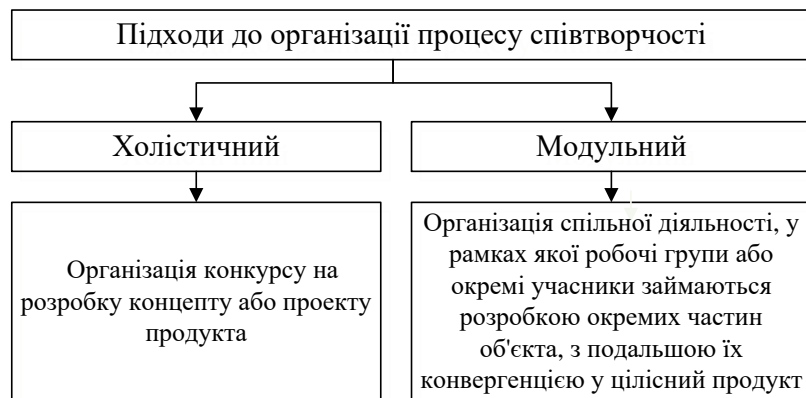 Підходи до організації процесу співтворчості
Холістичний
Модульний
Організація конкурсу на
розробку концепту або проекту
продукта
Організація спільної діяльності, у
рамках якої робочі групи або
окремі учасники займаються
розробкою окремих частин
об'єкта, з подальшою їх
конвергенцією у цілісний продукт